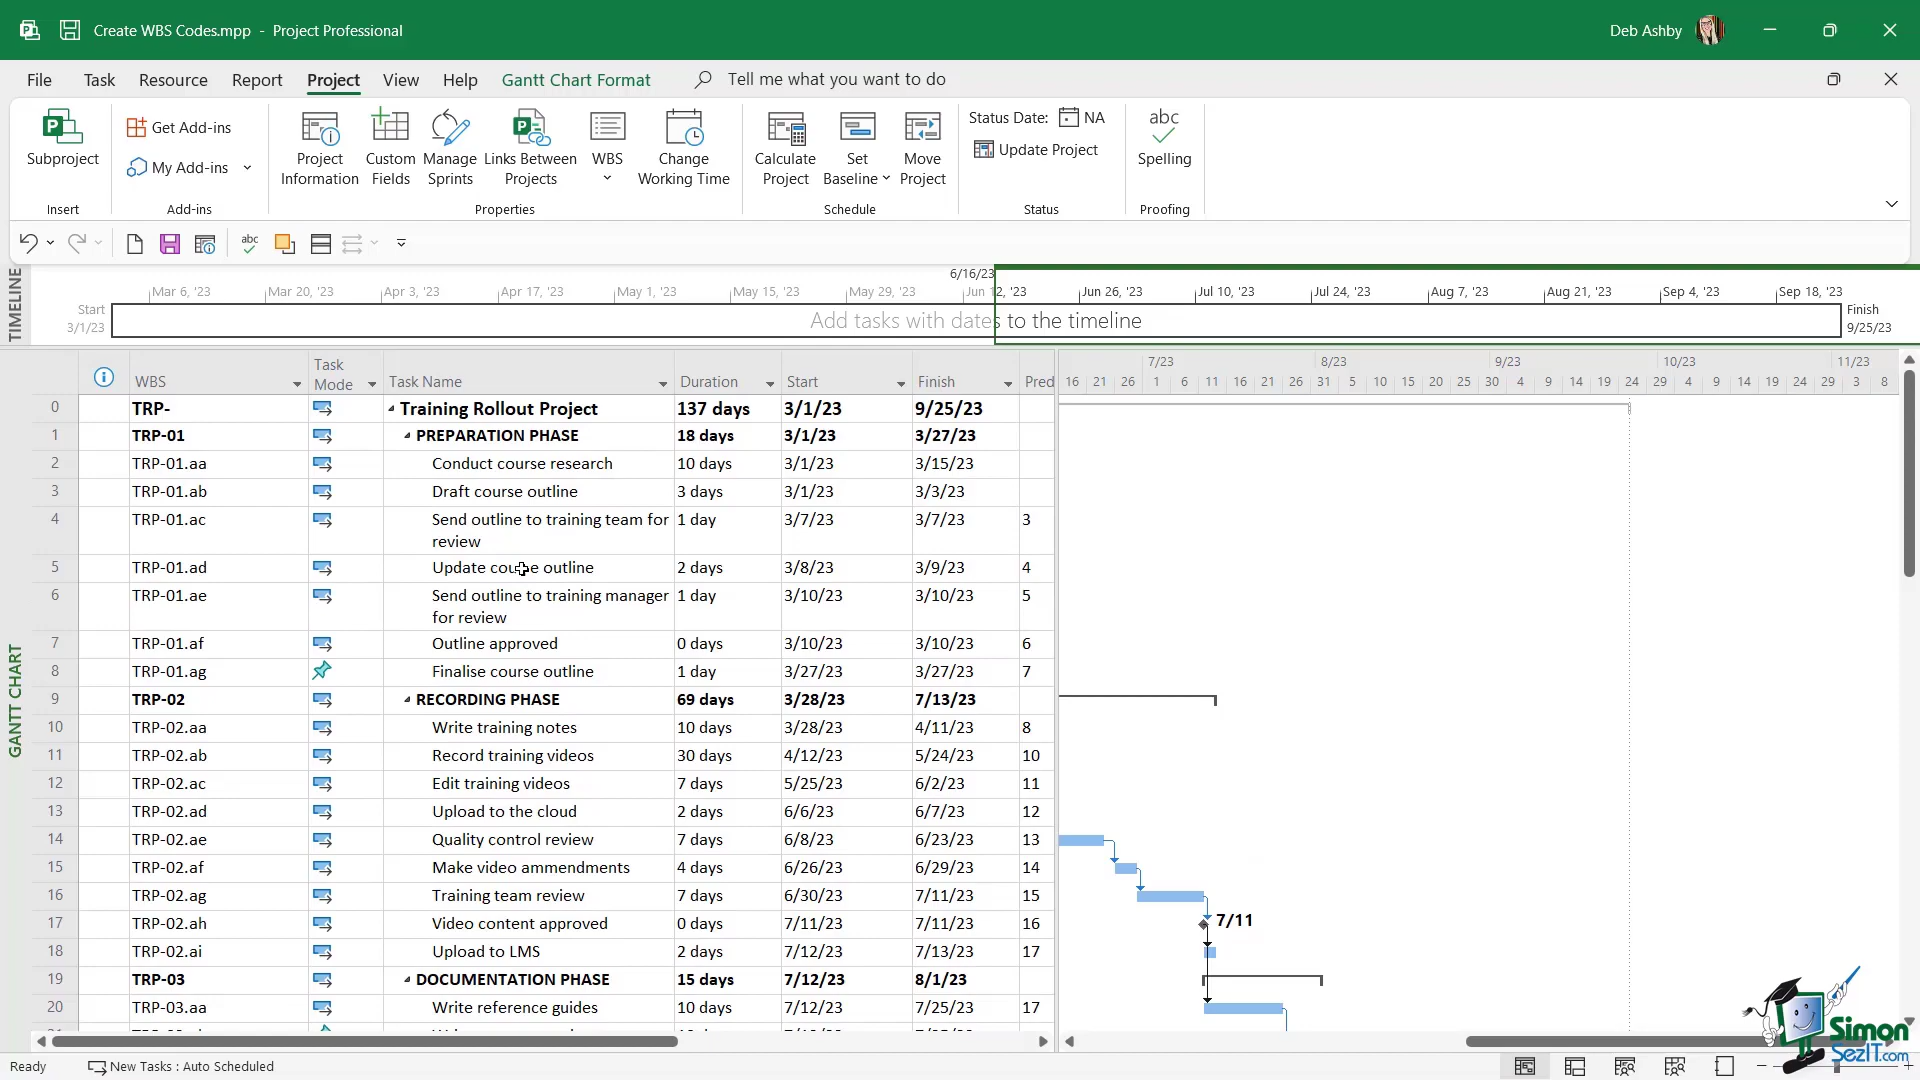 Create WBS Codes.mpp - Project Professional
Deb Ashby
File Task Resource Report Project View Help Gantt Chart Format Tell me what you want to do
Subproject
Get Add-ins
My Add-ins
Project Information
Custom Fields
Manage Sprints
Links Between Projects
WBS
Change Working Time
Calculate Project
Set Baseline
Move Project
Status Date: NA
Update Project
abc
Spelling
Insert Add-ins Properties Schedule Status Proofing
abc
TIMELINE
6/16/23
Mar 6, '23 Mar 20, '23 Apr 3, '23 Apr 17, '23 May 1, '23 May 15, '23 May 29, '23 Jun 12, '23 Jun 26, '23 Jul 10, '23 Jul 24, '23 Aug 7, '23 Aug 21, '23 Sep 4, '23 Sep 18, '23
Start
3/1/23
Add tasks with dates to the timeline
Finish
9/25/23
GANTT CHART
WBS Task Mode Task Name Duration Start Finish Pred
7/23 8/23 9/23 10/23 11/23
16 21 26 1 6 11 16 21 26 31 5 10 15 20 25 30 4 9 14 19 24 29 4 9 14 19 24 29 3 8
0 TRP- Training Rollout Project 137 days 3/1/23 9/25/23
1 TRP-01 PREPARATION PHASE 18 days 3/1/23 3/27/23
2 TRP-01.aa Conduct course research 10 days 3/1/23 3/15/23
3 TRP-01.ab Draft course outline 3 days 3/1/23 3/3/23
4 TRP-01.ac Send outline to training team for review 1 day 3/7/23 3/7/23 3
5 TRP-01.ad Update course outline 2 days 3/8/23 3/9/23 4
6 TRP-01.ae Send outline to training manager for review 1 day 3/10/23 3/10/23 5
7 TRP-01.af Outline approved 0 days 3/10/23 3/10/23 6
8 TRP-01.ag Finalise course outline 1 day 3/27/23 3/27/23 7
9 TRP-02 RECORDING PHASE 69 days 3/28/23 7/13/23
10 TRP-02.aa Write training notes 10 days 3/28/23 4/11/23 8
11 TRP-02.ab Record training videos 30 days 4/12/23 5/24/23 10
12 TRP-02.ac Edit training videos 7 days 5/25/23 6/2/23 11
13 TRP-02.ad Upload to the cloud 2 days 6/6/23 6/7/23 12
14 TRP-02.ae Quality control review 7 days 6/8/23 6/23/23 13
15 TRP-02.af Make video ammendments 4 days 6/26/23 6/29/23 14
16 TRP-02.ag Training team review 7 days 6/30/23 7/11/23 15
17 TRP-02.ah Video content approved 0 days 7/11/23 7/11/23 16 7/11
18 TRP-02.ai Upload to LMS 2 days 7/12/23 7/13/23 17
19 TRP-03 DOCUMENTATION PHASE 15 days 7/12/23 8/1/23
20 TRP-03.aa Write reference guides 10 days 7/12/23 7/25/23 17
Simon
SezIT.com
Ready New Tasks : Auto Scheduled